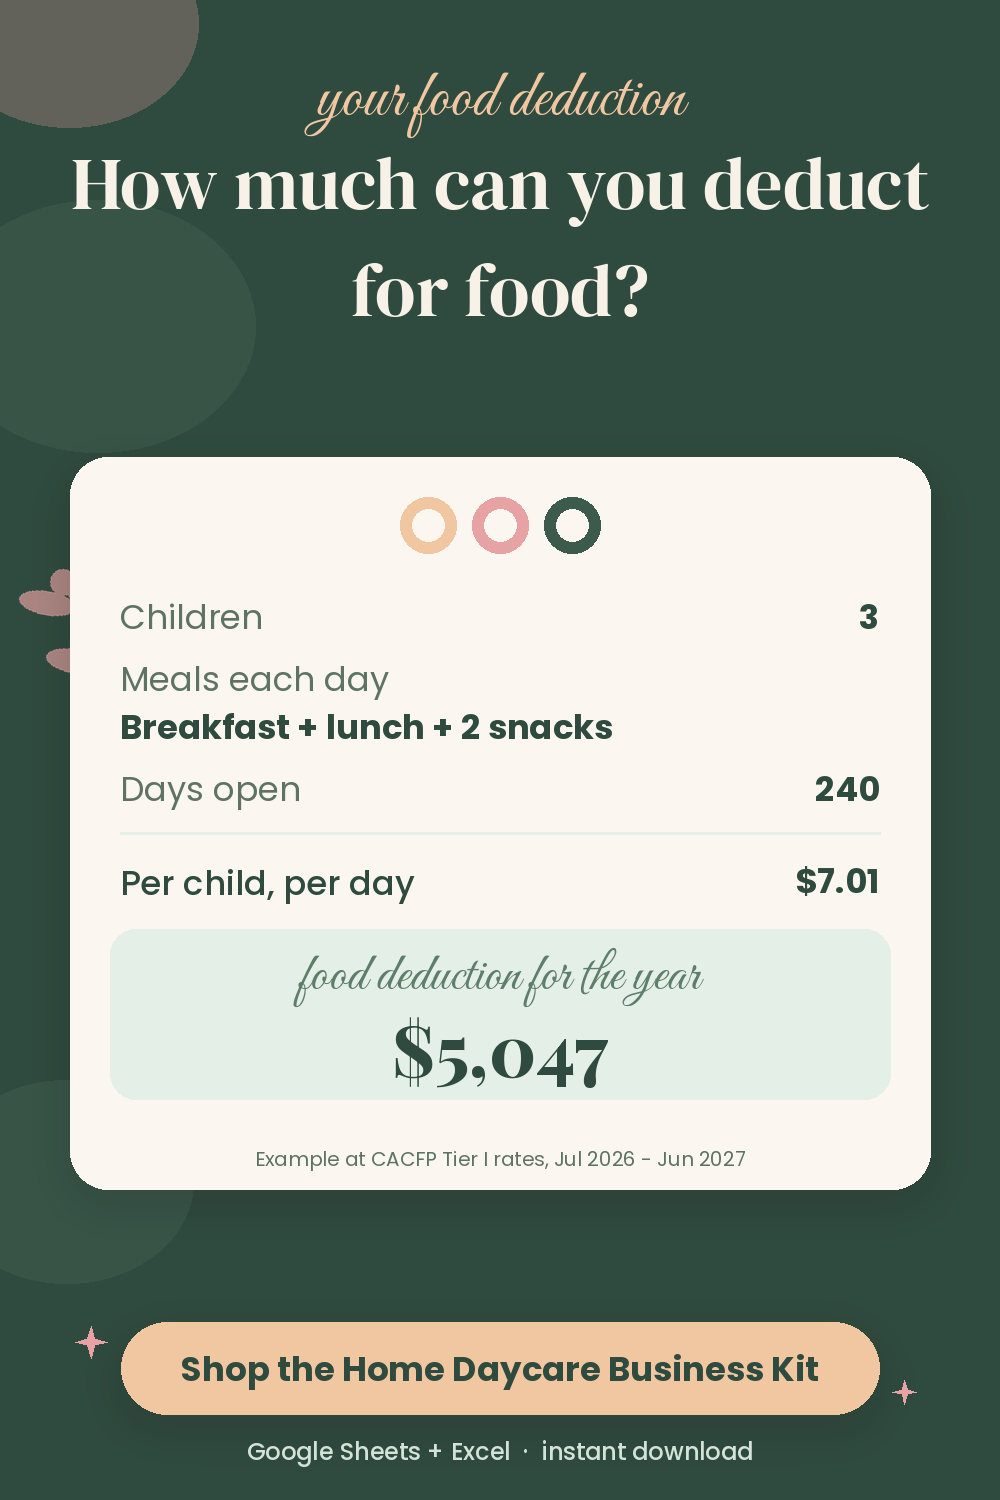 your food deduction
How much can you deduct
for food?
Children 3
Meals each day
Breakfast + lunch + 2 snacks
Days open 240
Per child, per day $7.01
food deduction for the year
$5,047
Example at CACFP Tier I rates, Jul 2026 - Jun 2027
Shop the Home Daycare Business Kit
Google Sheets + Excel · instant download